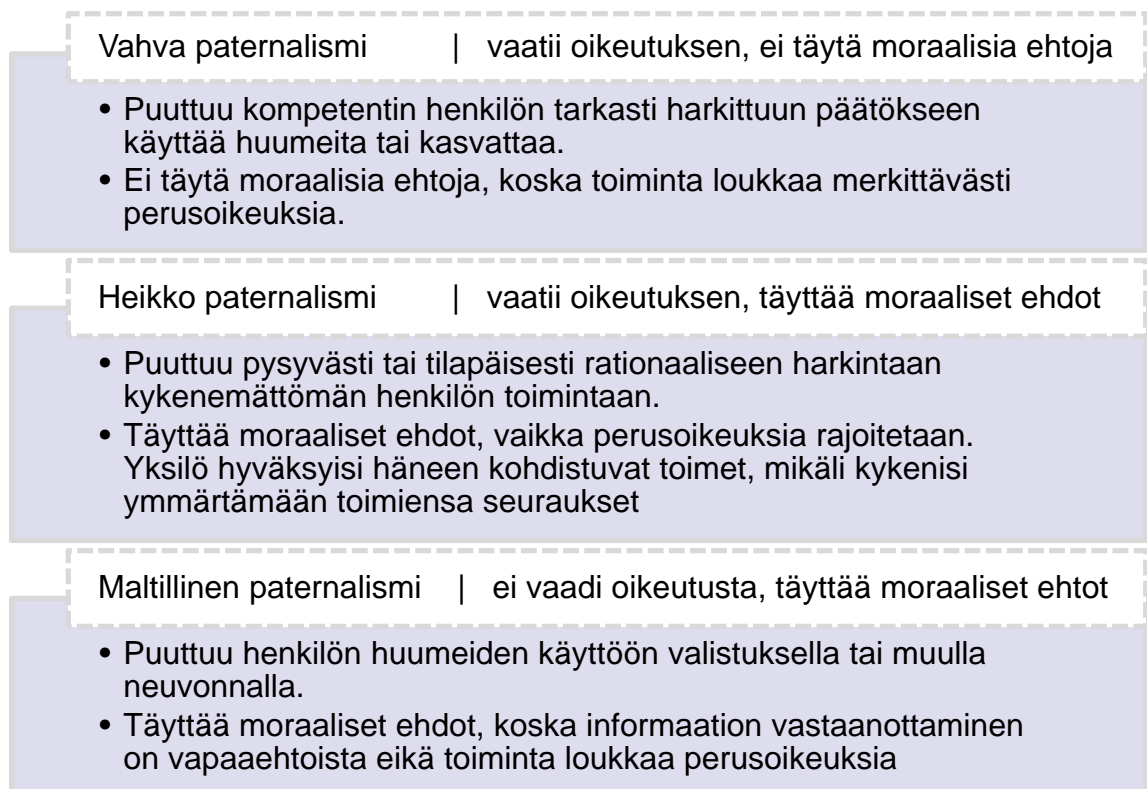 Vahva paternalismi | vaatii oikeutuksen, ei täytä moraalisia ehtoja
• Puuttuu kompetentin henkilön tarkasti harkittuun päätökseen
käyttää huumeita tai kasvattaa.
• Ei täytä moraalisia ehtoja, koska toiminta loukkaa merkittävästi
perusoikeuksia.
Heikko paternalismi | vaatii oikeutuksen, täyttää moraaliset ehdot
• Puuttuu pysyvästi tai tilapäisesti rationaaliseen harkintaan
kykenemättömän henkilön toimintaan.
• Täyttää moraaliset ehdot, vaikka perusoikeuksia rajoitetaan.
Yksilö hyväksyisi häneen kohdistuvat toimet, mikäli kykenisi
ymmärtämään toimiensa seuraukset
Maltillinen paternalismi | ei vaadi oikeutusta, täyttää moraaliset ehtot
• Puuttuu henkilön huumeiden käyttöön valistuksella tai muulla
neuvonnalla.
• Täyttää moraaliset ehdot, koska informaation vastaanottaminen
on vapaaehtoista eikä toiminta loukkaa perusoikeuksia